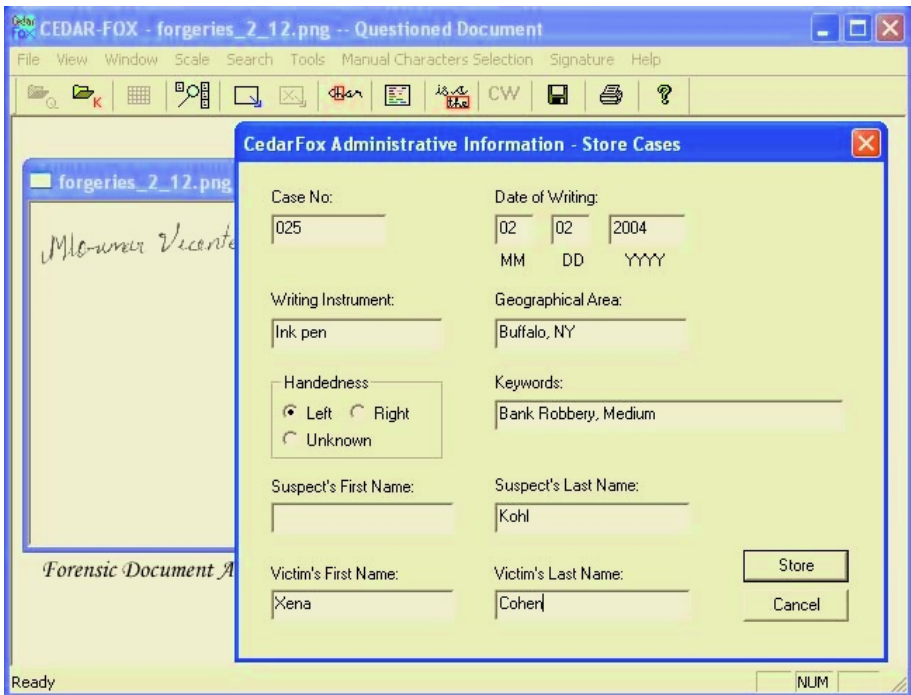 CEDAR-FOX - forgeries_2_12.png -- Questioned Document
File View Window Scale Search Tools Manual Characters Selection Signature Help
is a the CW ?
CedarFox Administrative Information - Store Cases
forgeries_2_12.png
Vicente
Case No:
025
Date of Writing:
02 02 2004
MM DD YYYY
Writing Instrument:
Ink pen
Geographical Area:
Buffalo, NY
Handedness
Left Right
Unknown
Keywords:
Bank Robbery, Medium
Suspect's First Name:
Suspect's Last Name:
Kohl
Forensic Document A
Victim's First Name:
Xena
Victim's Last Name:
Cohen
Store
Cancel
Ready
NUM